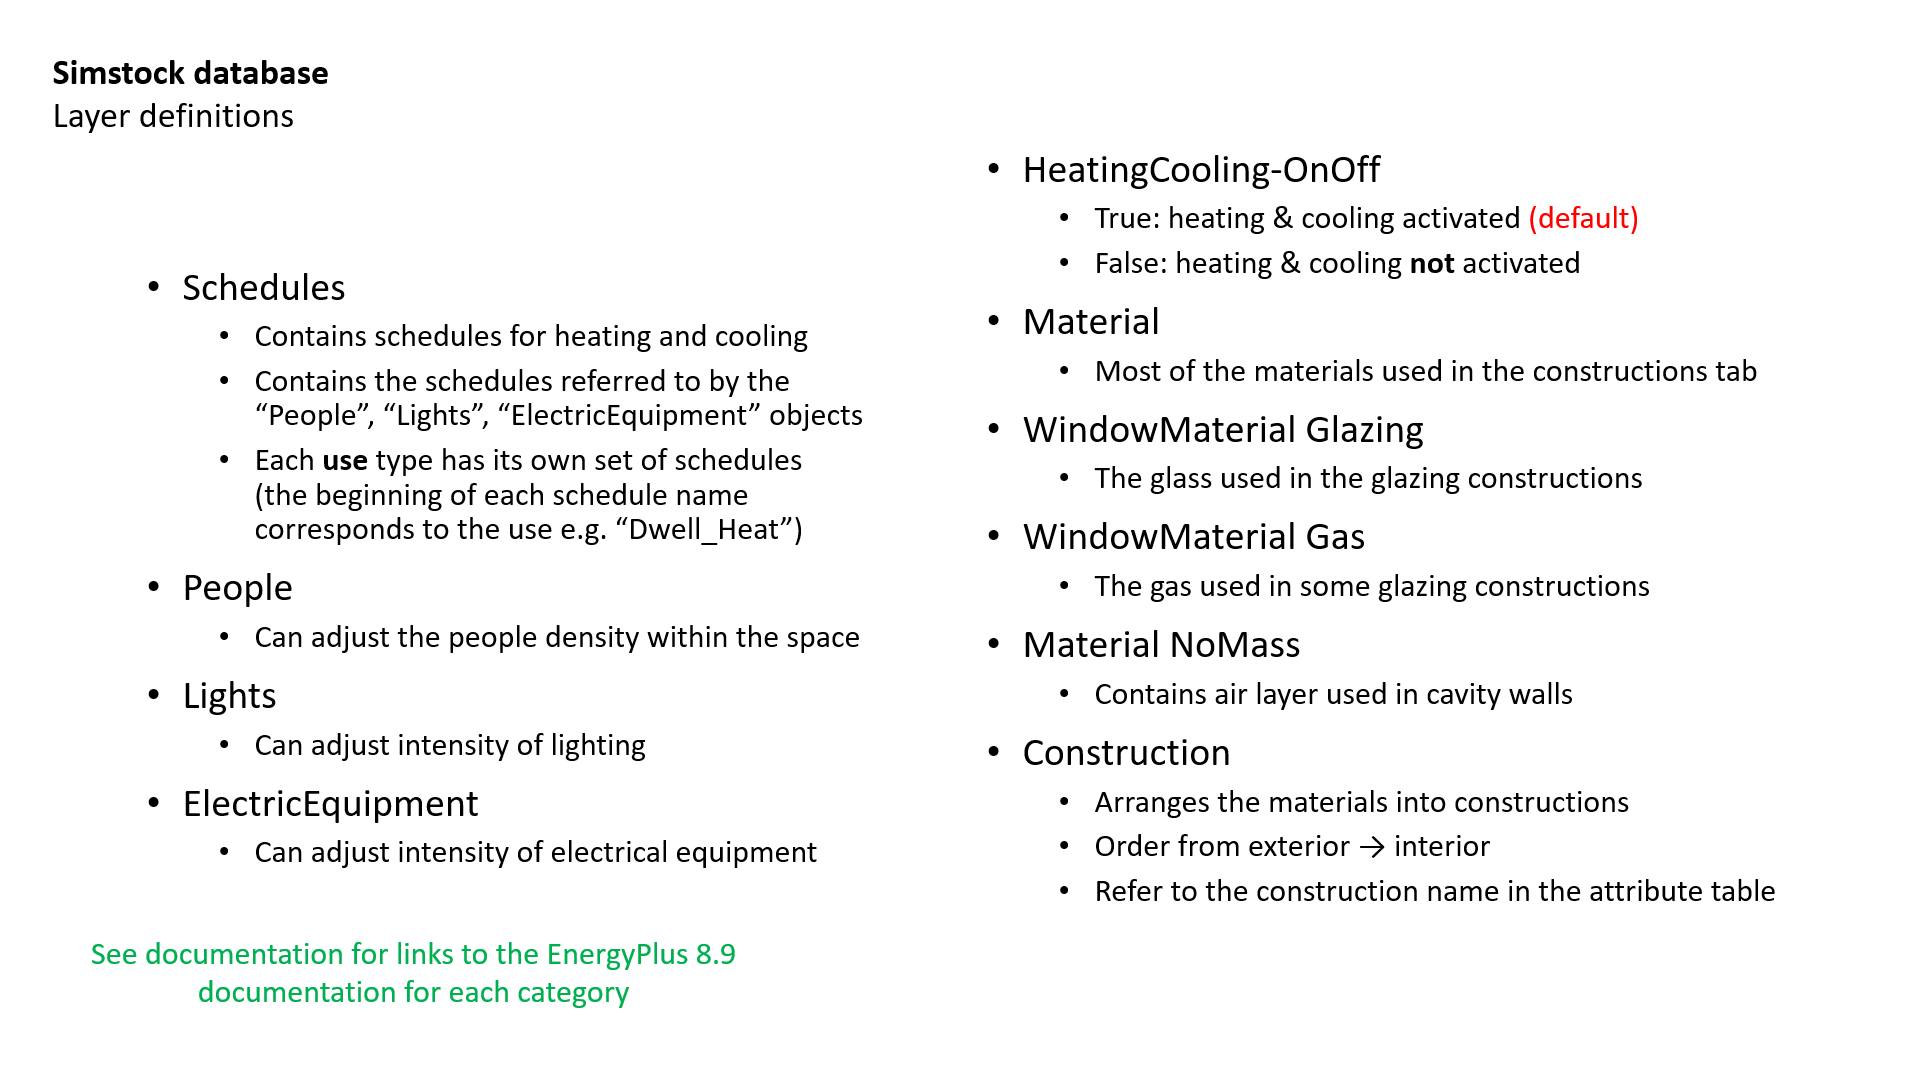 Simstock database
Layer definitions
• Schedules
• Contains schedules for heating and cooling
• Contains the schedules referred to by the
“People”, “Lights”, “ElectricEquipment” objects
• Each use type has its own set of schedules
(the beginning of each schedule name
corresponds to the use e.g. “Dwell_Heat”)
• People
• Can adjust the people density within the space
• Lights
• Can adjust intensity of lighting
• ElectricEquipment
• Can adjust intensity of electrical equipment
See documentation for links to the EnergyPlus 8.9
documentation for each category
• HeatingCooling-OnOff
• True: heating & cooling activated (default)
• False: heating & cooling not activated
• Material
• Most of the materials used in the constructions tab
• WindowMaterial Glazing
• The glass used in the glazing constructions
• WindowMaterial Gas
• The gas used in some glazing constructions
• Material NoMass
• Contains air layer used in cavity walls
• Construction
• Arranges the materials into constructions
• Order from exterior → interior
• Refer to the construction name in the attribute table